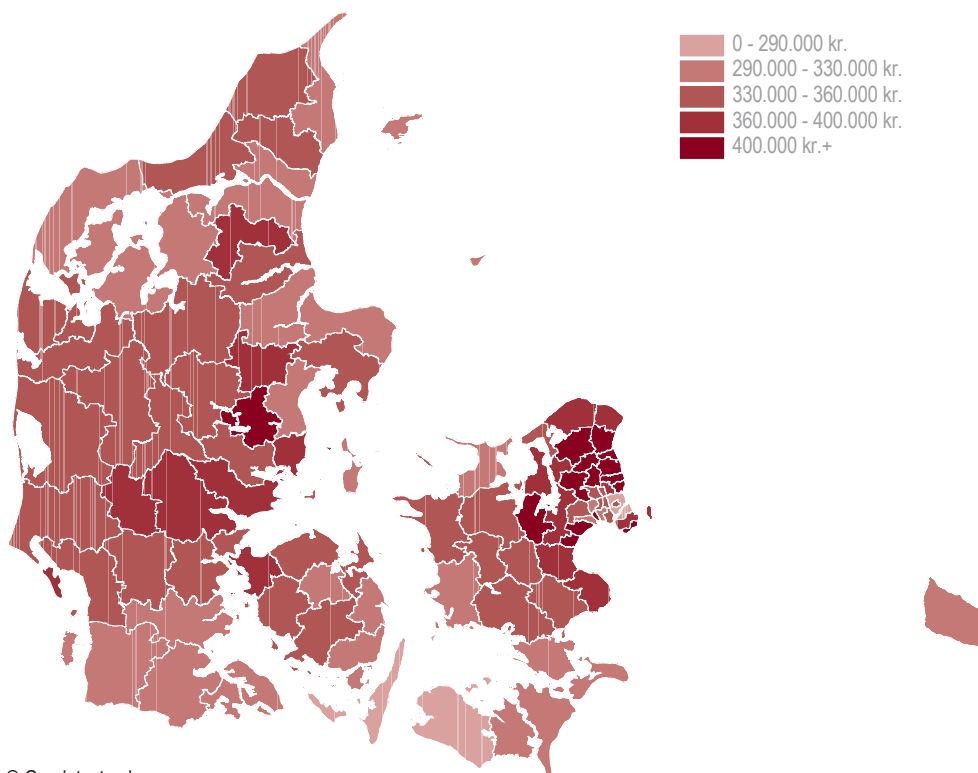 0 - 290.000 kr.
290.000 - 330.000 kr.
330.000 - 360.000 kr.
360.000 - 400.000 kr.
400.000 kr.+
©